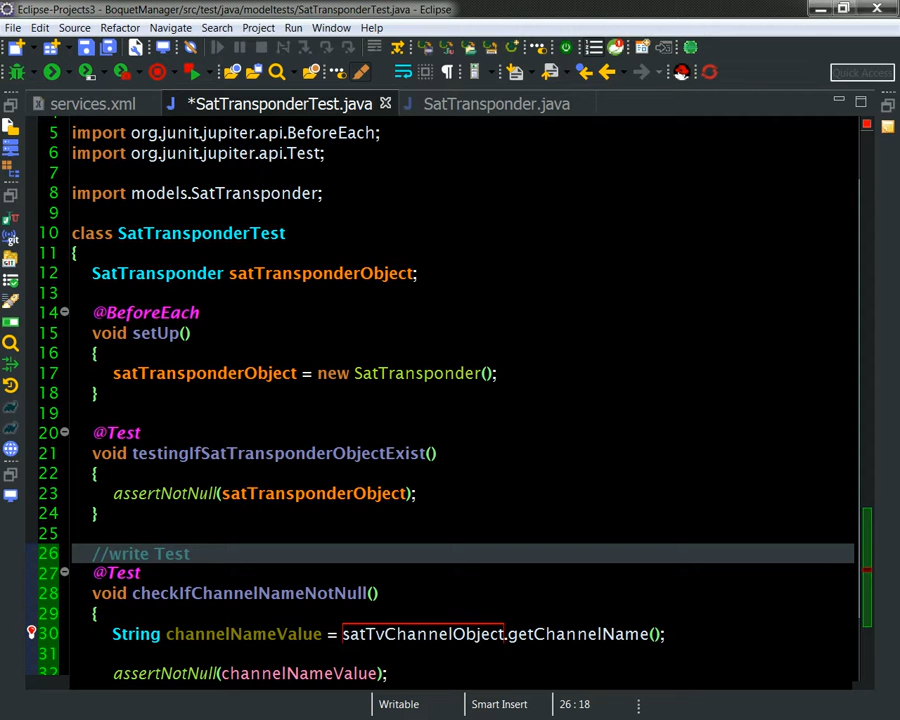 Eclipse-Projects3 - BoquetManager/src/test/java/modeltests/SatTransponderTest.java - Eclipse
File Edit Source Refactor Navigate Search Project Run Window Help
Quick Access
services.xml *SatTransponderTest.java SatTransponder.java
5 import org.junit.jupiter.api.BeforeEach;
6 import org.junit.jupiter.api.Test;
7
8 import models.SatTransponder;
9
10 class SatTransponderTest
11 {
12 SatTransponder satTransponderObject;
13
14 @BeforeEach
15 void setUp()
16 {
17 satTransponderObject = new SatTransponder();
18 }
19
20 @Test
21 void testingIfSatTransponderObjectExist()
22 {
23 assertNotNull(satTransponderObject);
24 }
25
26 //write Test
27 @Test
28 void checkIfChannelNameNotNull()
29 {
30 String channelNameValue = satTvChannelObject.getChannelName();
31
32 assertNotNull(channelNameValue);
Writable Smart Insert 26 : 18